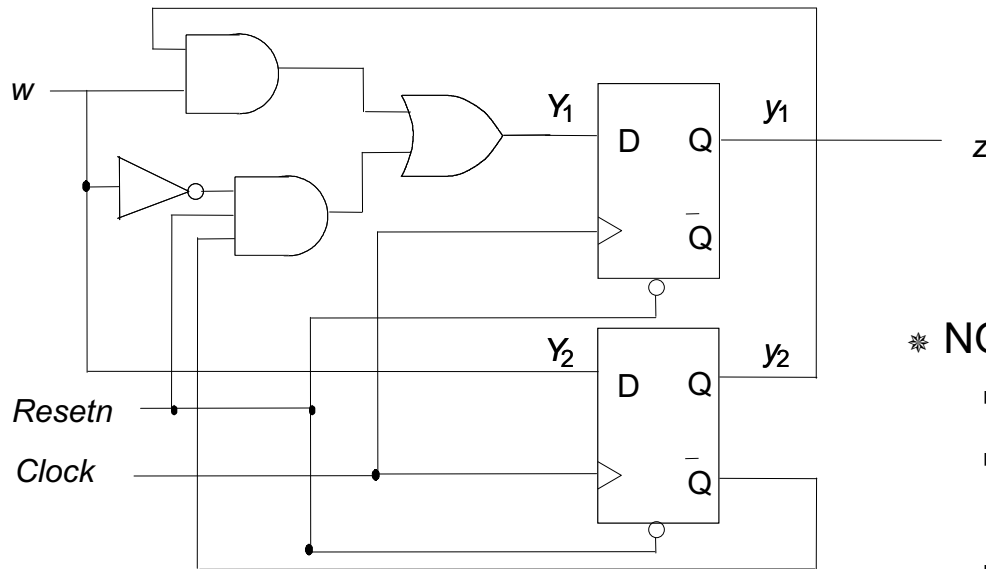 w
Y₁
D
Q
y₁
z
Q̅
Y₂
D
Q
y₂
Resetn
Clock
Q̅